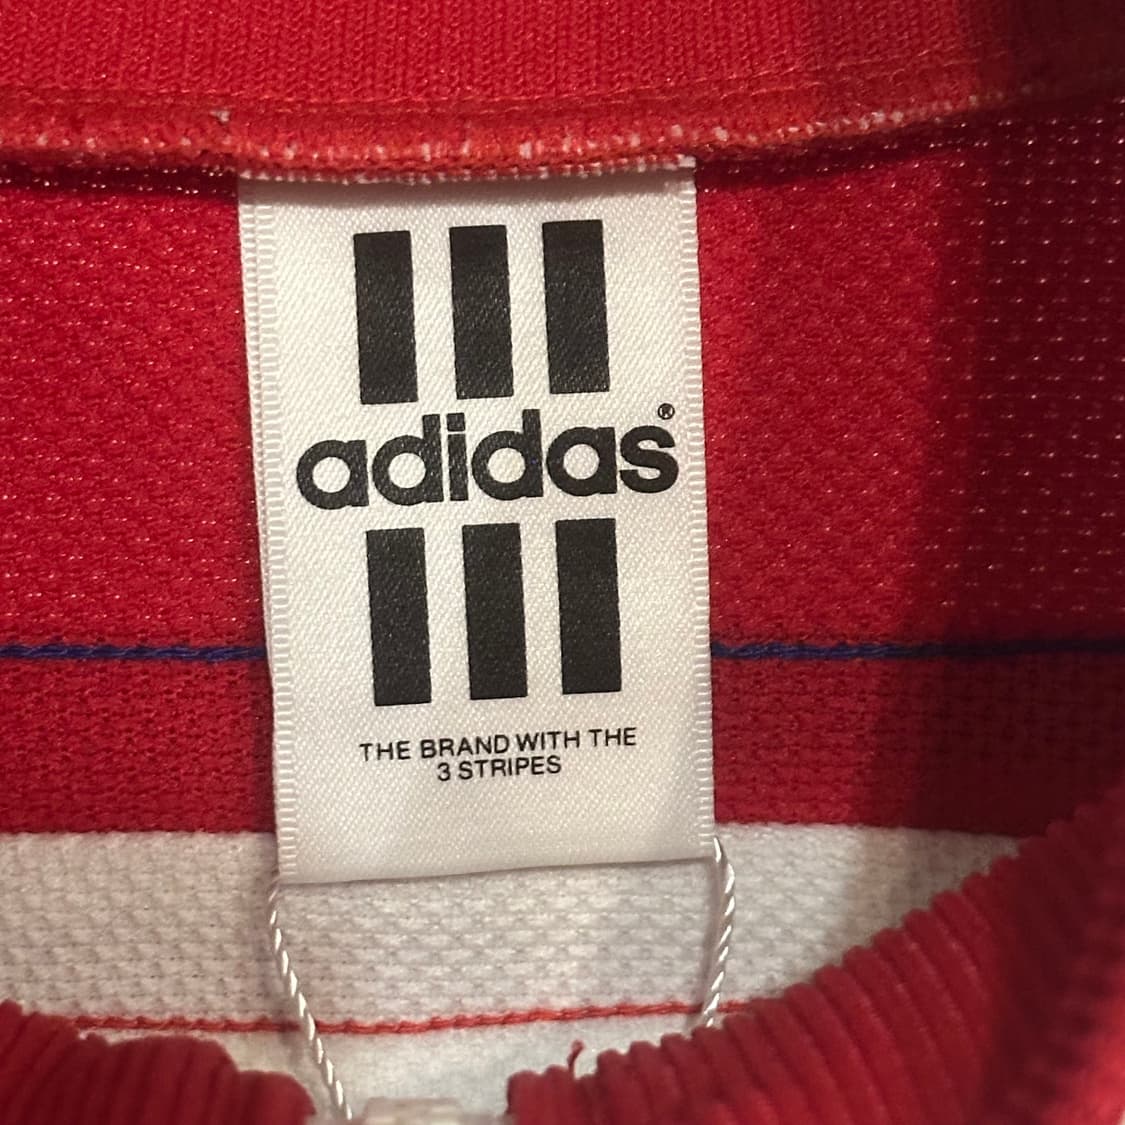 adidas®
THE BRAND WITH THE
3 STRIPES